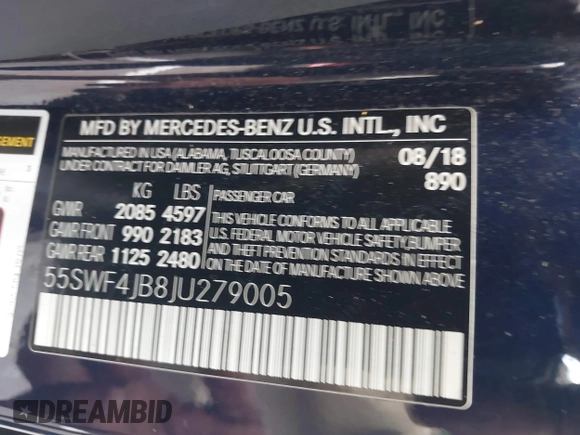 MFD BY MERCEDES-BENZ U.S. INTL., INC
MANUFACTURED IN USA (ALABAMA, TUSCALOOSA COUNTY) 08/18
UNDER CONTRACT FOR DAIMLER AG, STUTTGART (GERMANY) 890
KG LBS PASSENGER CAR
GVWR 2085 4597
GAWR FRONT 990 2183
GAWR REAR 1125 2480
THIS VEHICLE CONFORMS TO ALL APPLICABLE
U.S. FEDERAL MOTOR VEHICLE SAFETY, BUMPER
AND THEFT PREVENTION STANDARDS IN EFFECT
ON THE DATE OF MANUFACTURE SHOWN ABOVE
55SWF4JB8JU279005
DREAMBID